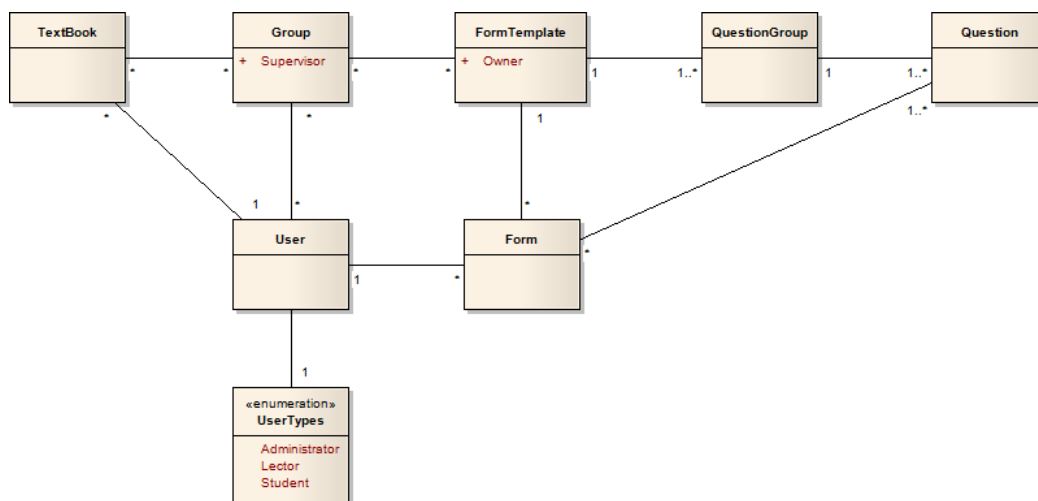 TextBook
Group
FormTemplate
QuestionGroup
Question
+ Supervisor
+ Owner
* * * * 1 1..* 1 1..*
* * 1 1..*
1 * * *
User
Form
1 *
1
«enumeration»
UserTypes
Administrator
Lector
Student